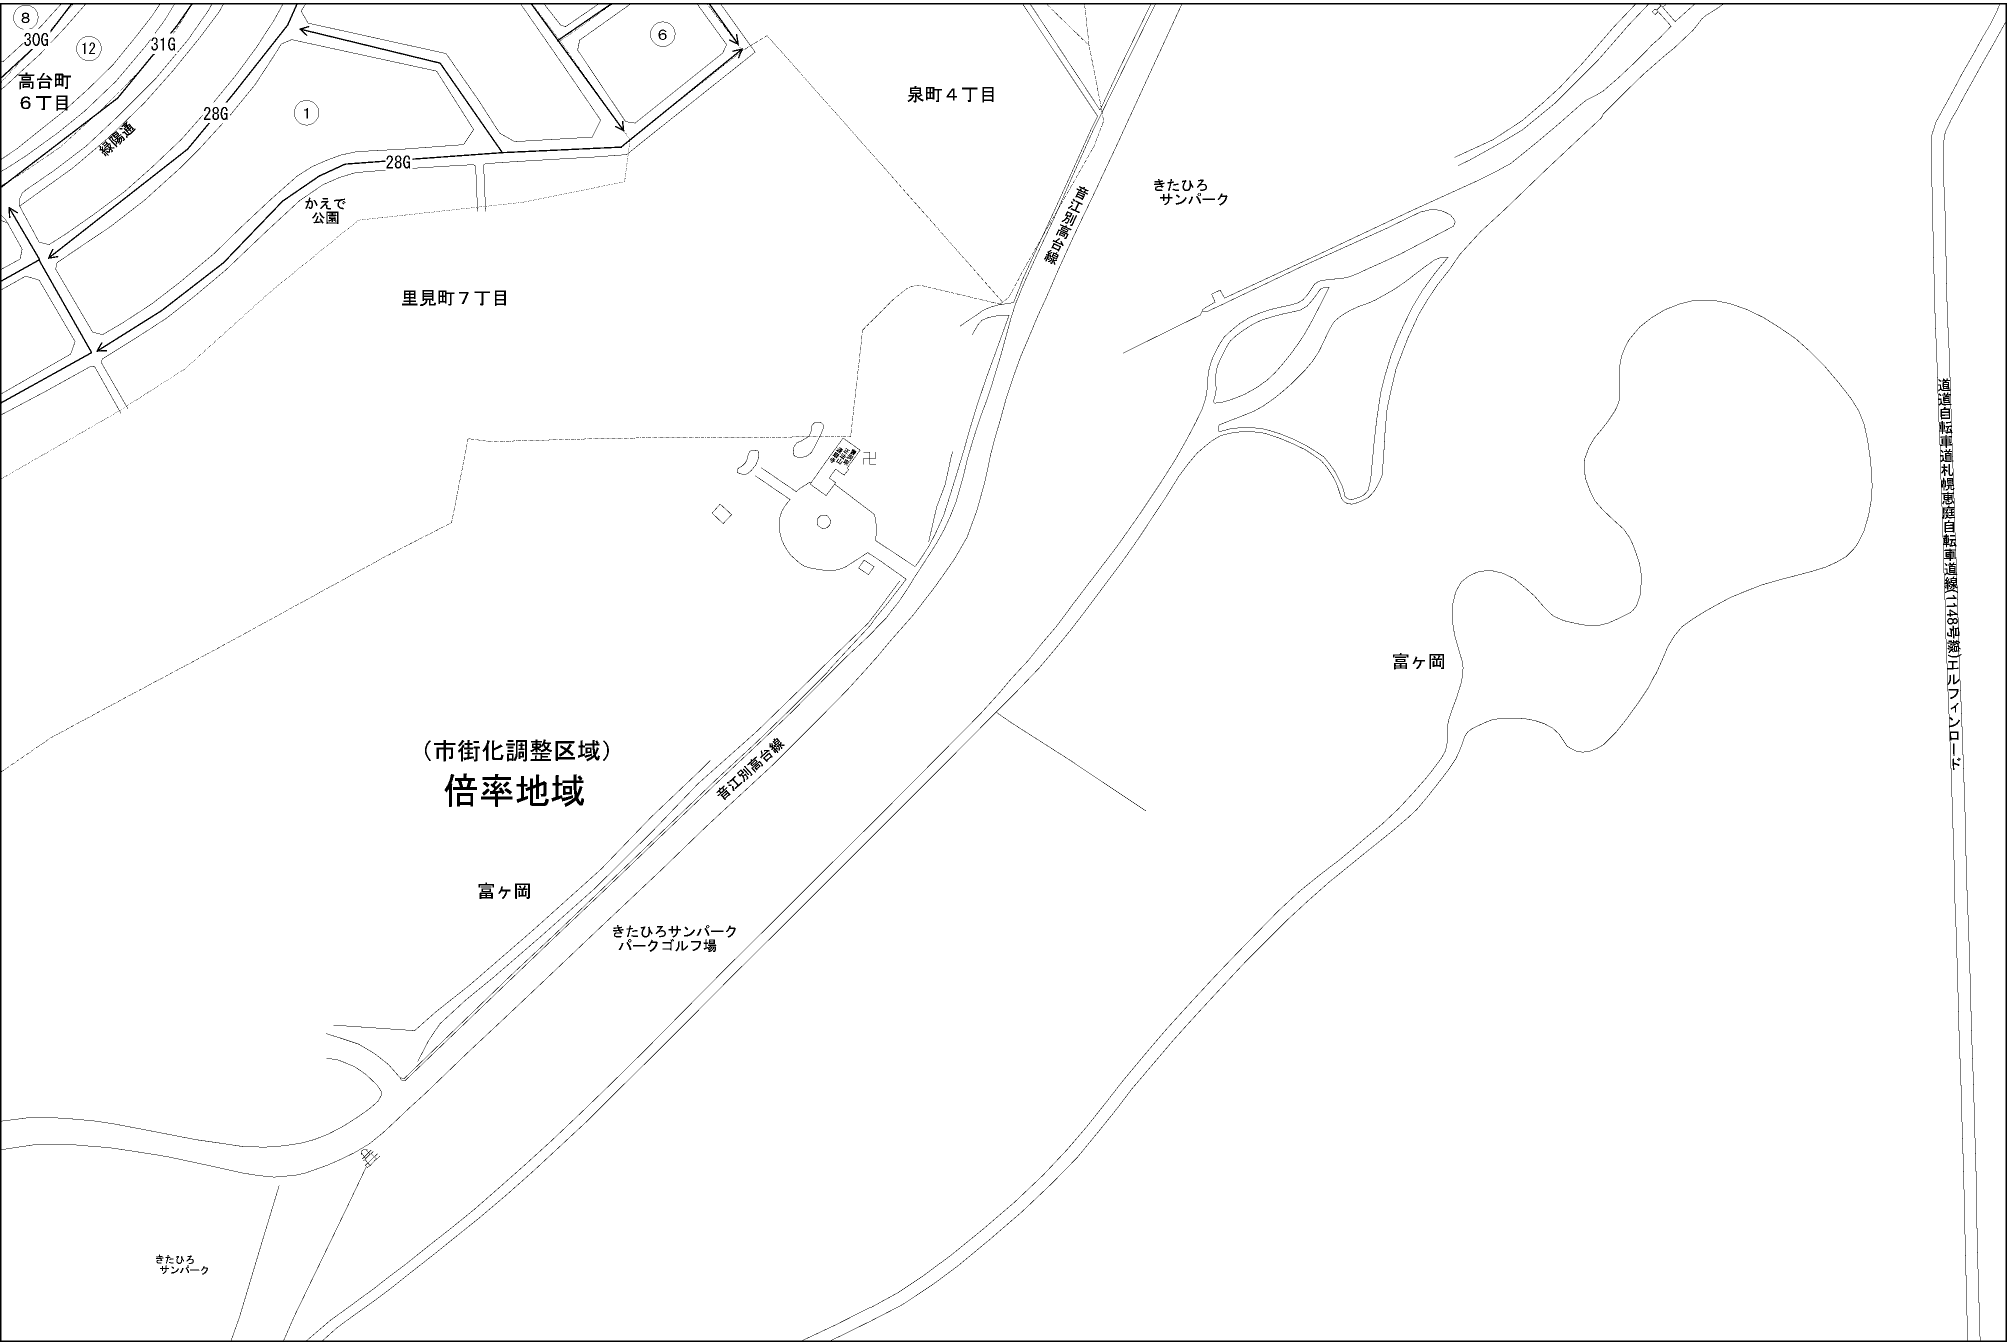 8
30G
12
31G
6
高台町
6丁目
泉町4丁目
28G
1
緑陽通
28G
きたひろ
サンパーク
かえで
公園
音江別高台線
里見町7丁目
卍
道道自転車道札幌恵庭自転車道線(1148号線)エルフィンロード
富ヶ岡
(市街化調整区域)
倍率地域
音江別高台線
富ヶ岡
きたひろサンパーク
パークゴルフ場
きたひろ
サンパーク